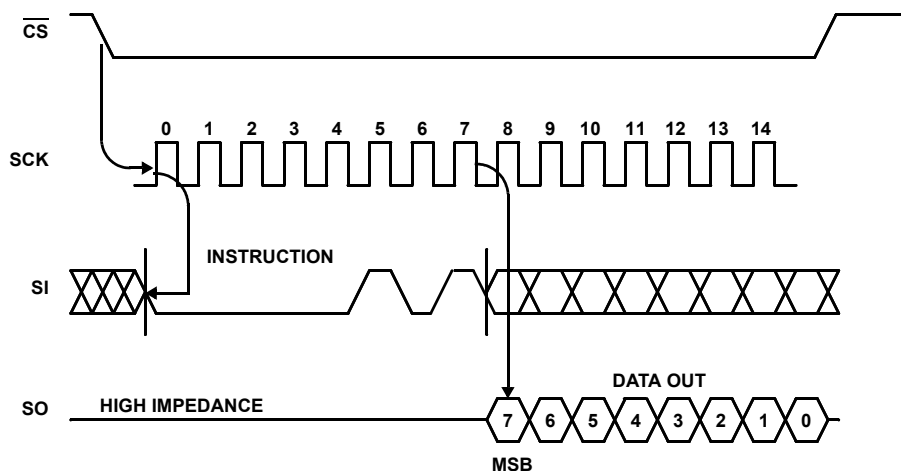 CS
0 1 2 3 4 5 6 7 8 9 10 11 12 13 14
SCK
INSTRUCTION
SI
DATA OUT
SO HIGH IMPEDANCE 7 6 5 4 3 2 1 0
MSB